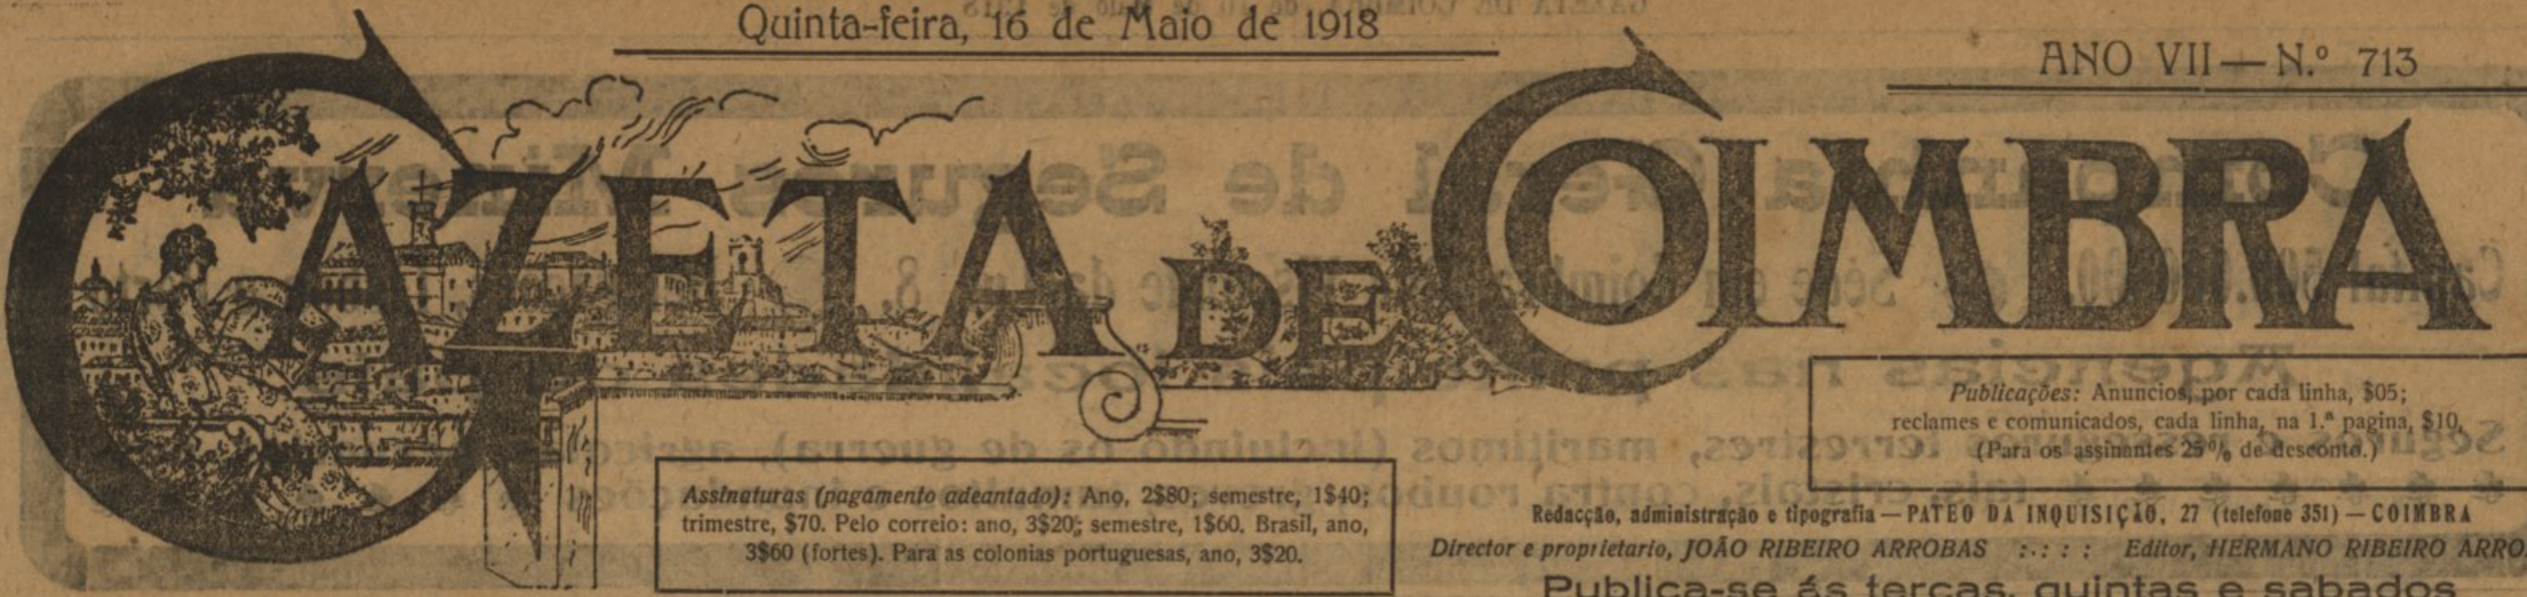 Quinta-feira, 16 de Maio de 1918
ANO VII — N.º 713
GAZETA DE COIMBRA
Publicações: Anuncios, por cada linha, $05;
reclames e comunicados, cada linha, na 1.ª pagina, $10,
(Para os assinantes 25% de desconto.)
Assinaturas (pagamento adeantado): Ano, 2$80; semestre, 1$40;
trimestre, $70. Pelo correio: ano, 3$20; semestre, 1$60. Brasil, ano,
3$60 (fortes). Para as colonias portuguesas, ano, 3$20.
Redacção, administração e tipografia — PATEO DA INQUISIÇÃO, 27 (telefone 351) — COIMBRA
Director e proprietario, JOÃO RIBEIRO ARROBAS :-: : : Editor, HERMANO RIBEIRO ARRO
Publica-se ás terças, quintas e sabados